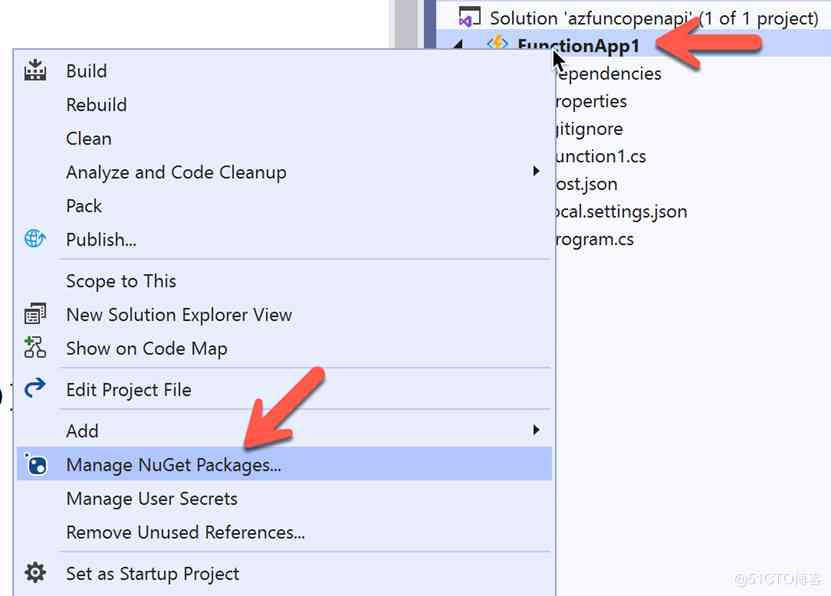 Solution 'azfuncopenapi' (1 of 1 project)
FunctionApp1
ependencies
roperties
gitignore
unction1.cs
ost.json
ocal.settings.json
rogram.cs
Build
Rebuild
Clean
Analyze and Code Cleanup
Pack
Publish...
Scope to This
New Solution Explorer View
Show on Code Map
Edit Project File
Add
Manage NuGet Packages...
Manage User Secrets
Remove Unused References...
Set as Startup Project
@51CTO博客